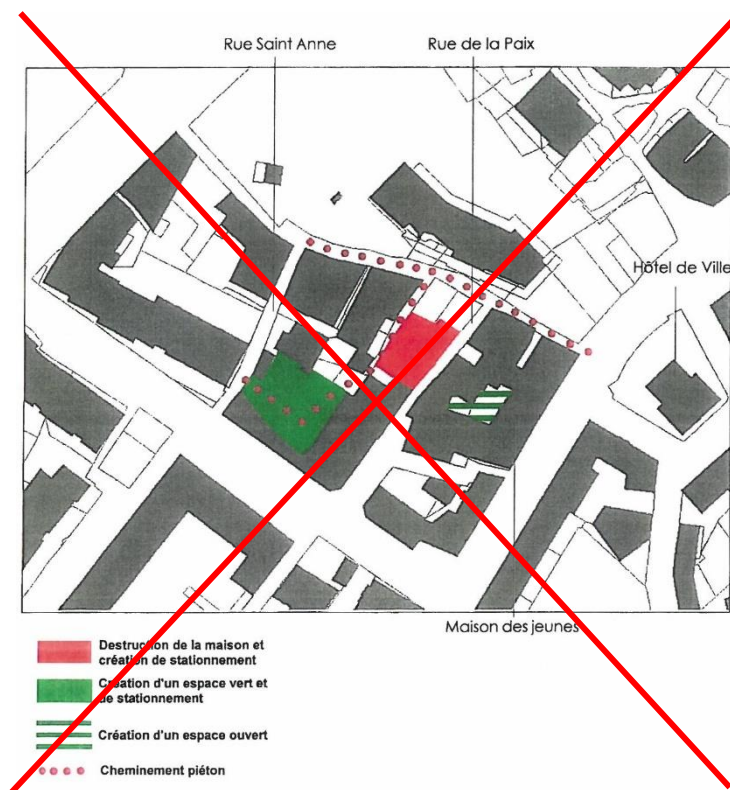 Rue Saint Anne
Rue de la Paix
Hôtel de Ville
Maison des jeunes
Destruction de la maison et
création de stationnement
Création d'un espace vert et
de stationnement
Création d'un espace ouvert
Cheminement piéton